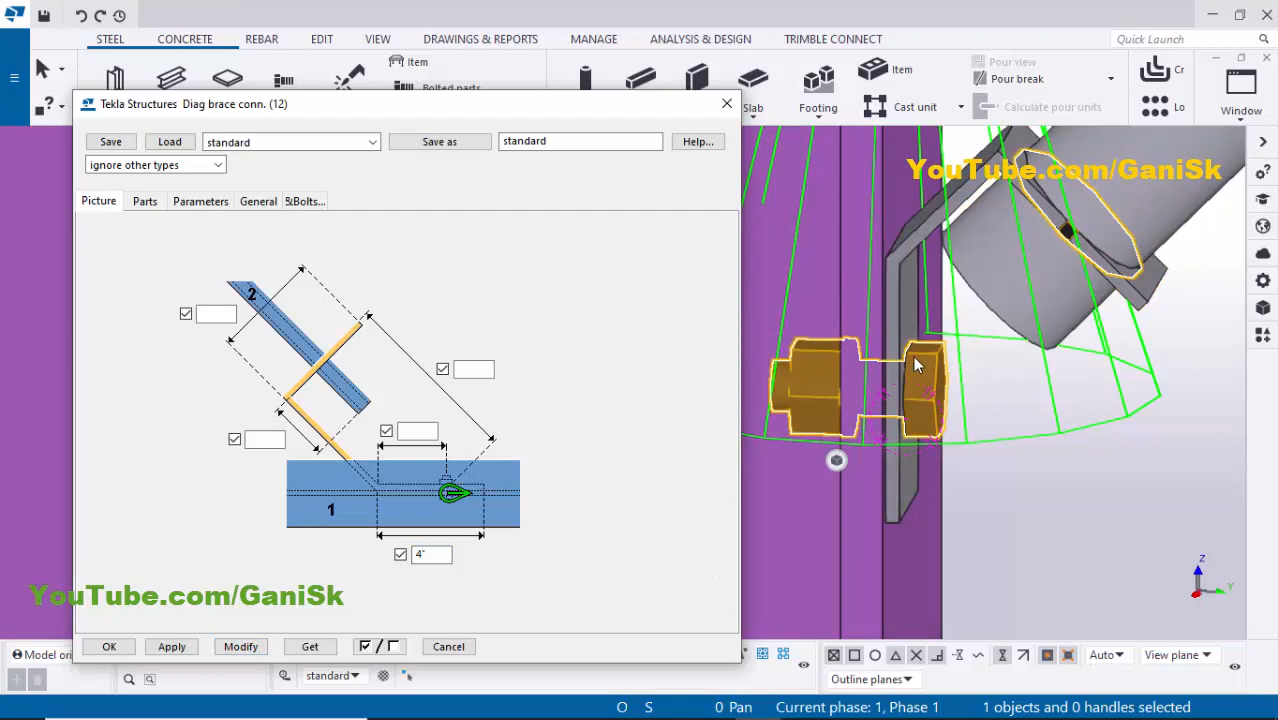 STEEL CONCRETE REBAR EDIT VIEW DRAWINGS & REPORTS MANAGE ANALYSIS & DESIGN TRIMBLE CONNECT Quick Launch
Item
Bolted parts
Slab
Footing
Item
Cast unit
Pour view
Pour break
Calculate pour units
Cr
Lo
Window
Tekla Structures Diag brace conn. (12)
Save Load standard Save as standard Help...
ignore other types
Picture Parts Parameters General &Bolts...
2
1
4"
OK Apply Modify Get / Cancel
YouTube.com/GaniSk
YouTube.com/GaniSk
Z
Y
Model ori
standard
Auto View plane
Outline planes
O S 0 Pan Current phase: 1, Phase 1 1 objects and 0 handles selected